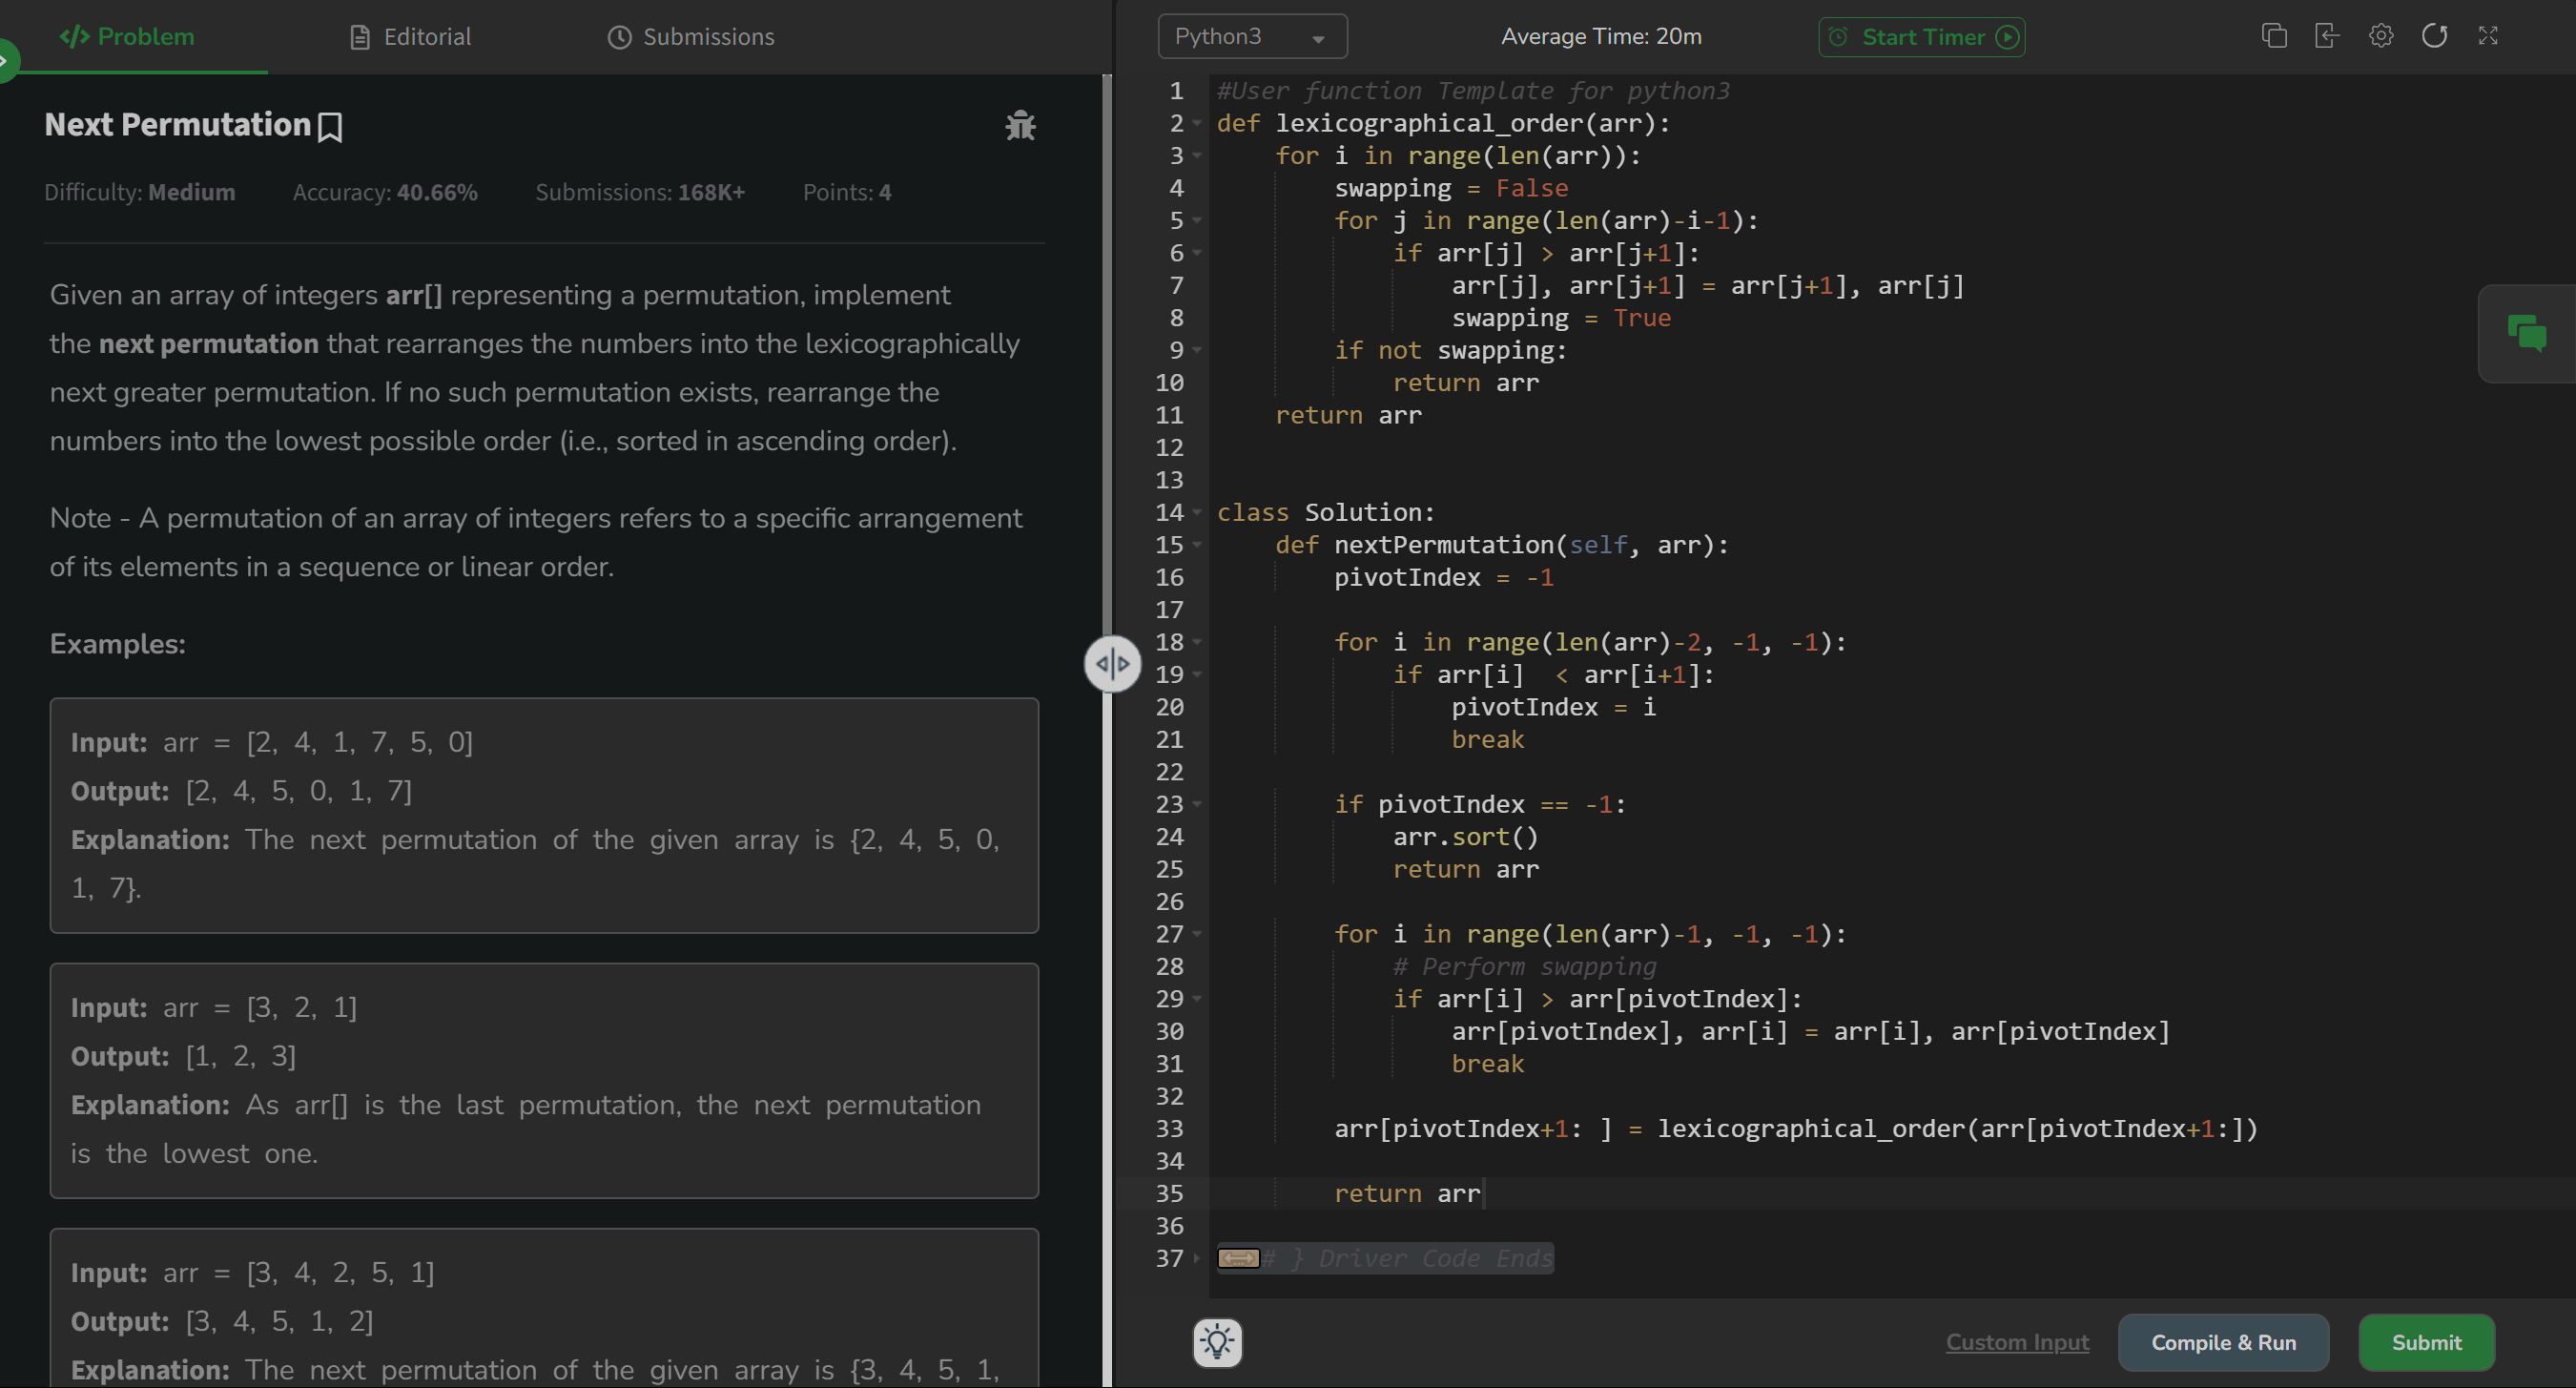 </> Problem
Editorial
Submissions
Next Permutation
Difficulty: Medium Accuracy: 40.66% Submissions: 168K+ Points: 4
Given an array of integers arr[] representing a permutation, implement
the next permutation that rearranges the numbers into the lexicographically
next greater permutation. If no such permutation exists, rearrange the
numbers into the lowest possible order (i.e., sorted in ascending order).
Note - A permutation of an array of integers refers to a specific arrangement
of its elements in a sequence or linear order.
Examples:
Input: arr = [2, 4, 1, 7, 5, 0]
Output: [2, 4, 5, 0, 1, 7]
Explanation: The next permutation of the given array is {2, 4, 5, 0,
1, 7}.
Input: arr = [3, 2, 1]
Output: [1, 2, 3]
Explanation: As arr[] is the last permutation, the next permutation
is the lowest one.
Input: arr = [3, 4, 2, 5, 1]
Output: [3, 4, 5, 1, 2]
Explanation: The next permutation of the given array is {3, 4, 5, 1,
Python3
Average Time: 20m
Start Timer
1 #User function Template for python3
2 def lexicographical_order(arr):
3     for i in range(len(arr)):
4         swapping = False
5         for j in range(len(arr)-i-1):
6             if arr[j] > arr[j+1]:
7                 arr[j], arr[j+1] = arr[j+1], arr[j]
8                 swapping = True
9         if not swapping:
10             return arr
11     return arr
12
13
14 class Solution:
15     def nextPermutation(self, arr):
16         pivotIndex = -1
17
18         for i in range(len(arr)-2, -1, -1):
19             if arr[i]  < arr[i+1]:
20                 pivotIndex = i
21                 break
22
23         if pivotIndex == -1:
24             arr.sort()
25             return arr
26
27         for i in range(len(arr)-1, -1, -1):
28             # Perform swapping
29             if arr[i] > arr[pivotIndex]:
30                 arr[pivotIndex], arr[i] = arr[i], arr[pivotIndex]
31                 break
32
33         arr[pivotIndex+1: ] = lexicographical_order(arr[pivotIndex+1:])
34
35         return arr
36
37 # } Driver Code Ends
Custom Input
Compile & Run
Submit